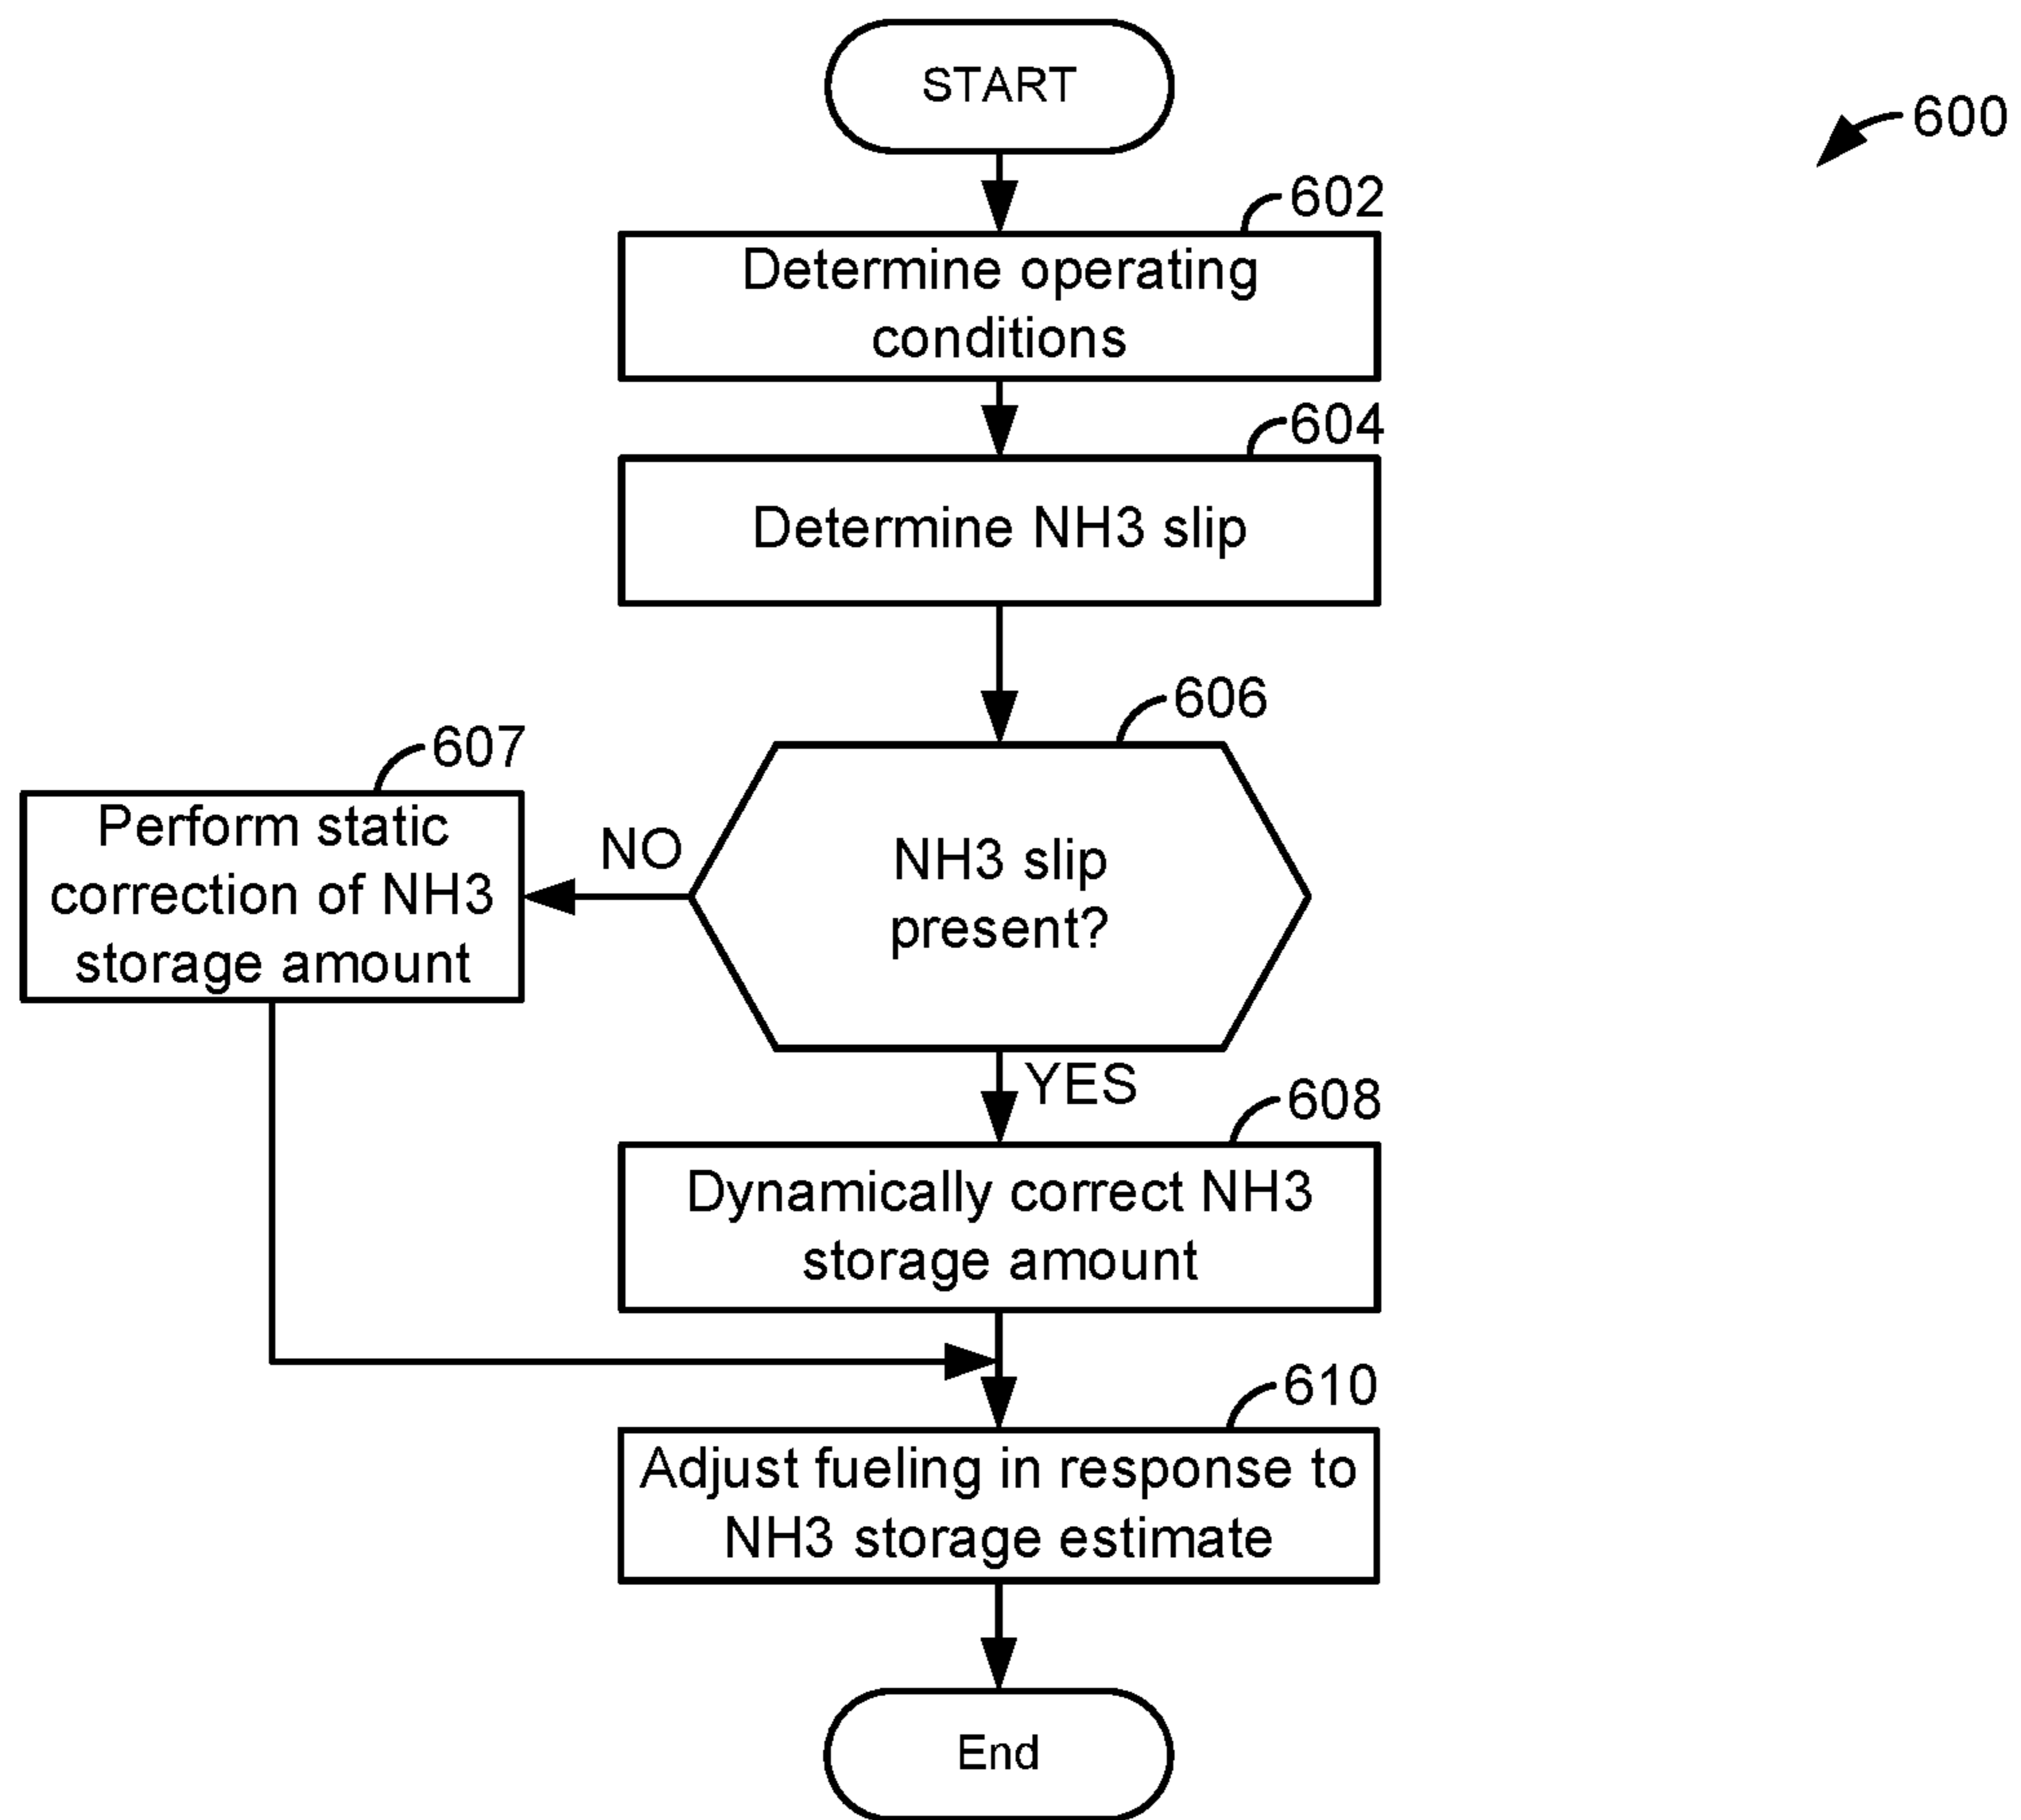 START
600
602
Determine operating
conditions
604
Determine NH3 slip
606
607
Perform static
correction of NH3
storage amount
NO
NH3 slip
present?
YES
608
Dynamically correct NH3
storage amount
610
Adjust fueling in response to
NH3 storage estimate
End